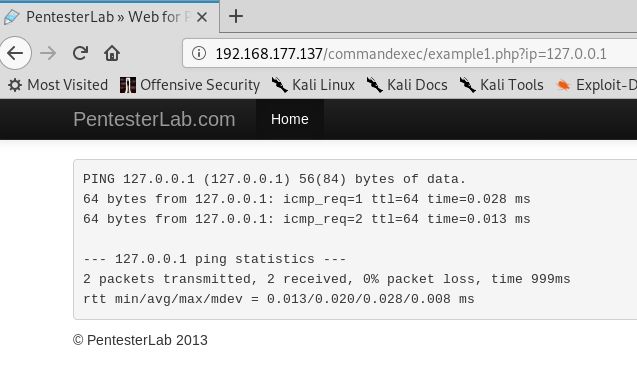 PentesterLab » Web for P
192.168.177.137/commandexec/example1.php?ip=127.0.0.1
Most Visited Offensive Security Kali Linux Kali Docs Kali Tools Exploit-D
PentesterLab.com Home
PING 127.0.0.1 (127.0.0.1) 56(84) bytes of data.
64 bytes from 127.0.0.1: icmp_req=1 ttl=64 time=0.028 ms
64 bytes from 127.0.0.1: icmp_req=2 ttl=64 time=0.013 ms
--- 127.0.0.1 ping statistics ---
2 packets transmitted, 2 received, 0% packet loss, time 999ms
rtt min/avg/max/mdev = 0.013/0.020/0.028/0.008 ms
© PentesterLab 2013